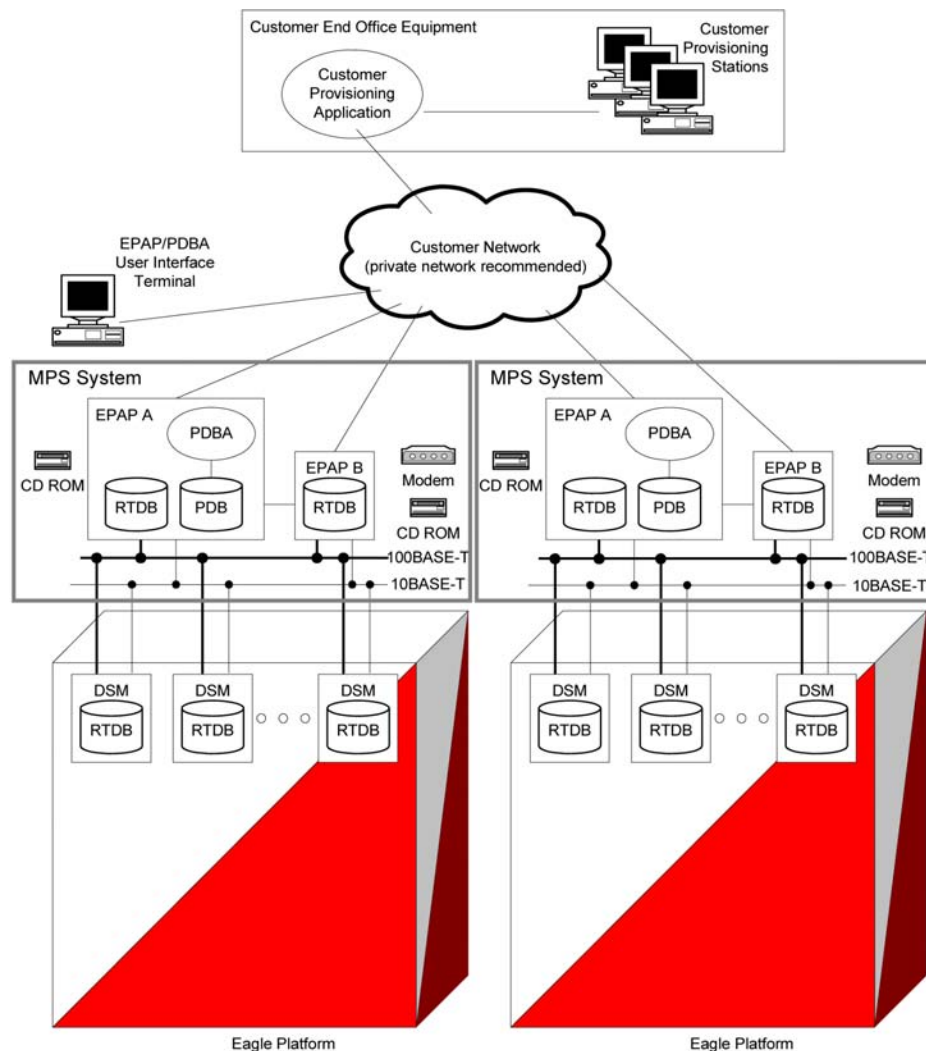 Customer End Office Equipment
Customer
Provisioning
Application
Customer
Provisioning
Stations
Customer Network
(private network recommended)
EPAP/PDBA
User Interface
Terminal
MPS System
EPAP A
PDBA
CD ROM
RTDB
PDB
EPAP B
RTDB
Modem
CD ROM
100BASE-T
10BASE-T
DSM
RTDB
DSM
RTDB
DSM
RTDB
Eagle Platform
MPS System
EPAP A
PDBA
CD ROM
RTDB
PDB
EPAP B
RTDB
Modem
CD ROM
100BASE-T
10BASE-T
DSM
RTDB
DSM
RTDB
DSM
RTDB
Eagle Platform